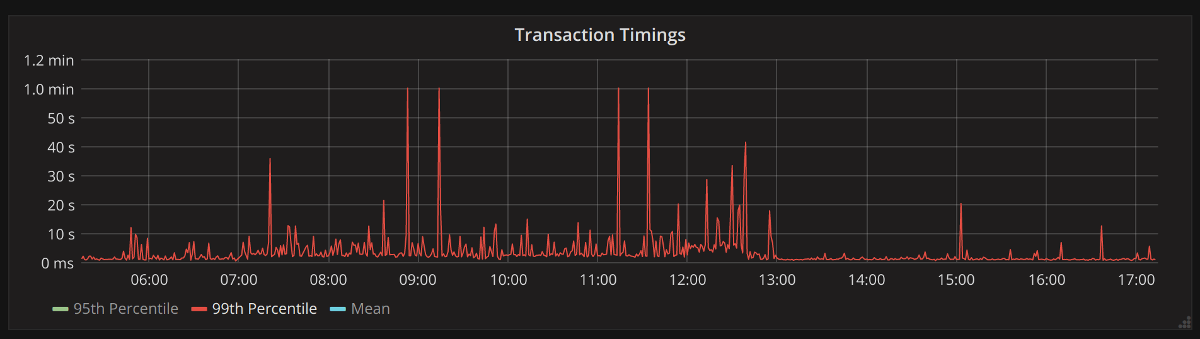 Transaction Timings
1.2 min
1.0 min
50 s
40 s
30 s
20 s
10 s
0 ms
06:00 07:00 08:00 09:00 10:00 11:00 12:00 13:00 14:00 15:00 16:00 17:00
95th Percentile 99th Percentile Mean